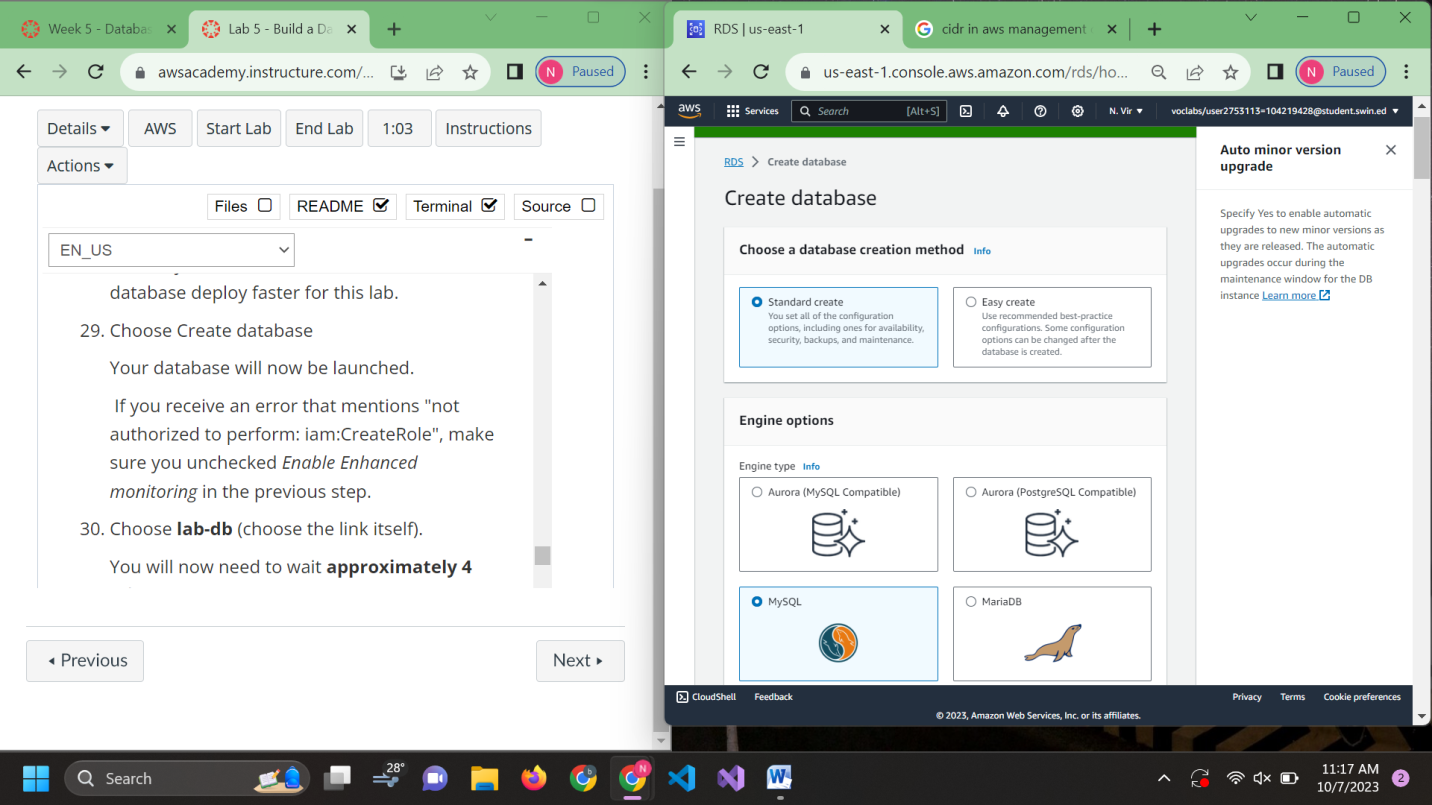 Week 5 - Databas
Lab 5 - Build a Da
awsacademy.instructure.com/...
N Paused
Details
AWS
Start Lab
End Lab
1:03
Instructions
Actions
Files
README
Terminal
Source
EN_US
database deploy faster for this lab.
29. Choose Create database
Your database will now be launched.
If you receive an error that mentions "not
authorized to perform: iam:CreateRole", make
sure you unchecked Enable Enhanced
monitoring in the previous step.
30. Choose lab-db (choose the link itself).
You will now need to wait approximately 4
Previous
Next
RDS | us-east-1
cidr in aws management
us-east-1.console.aws.amazon.com/rds/ho...
N Paused
aws
Services
Search [Alt+S]
N. Vir
voclabs/user2753113=104219428@student.swin.ed
RDS > Create database
Create database
Choose a database creation method Info
Standard create
You set all of the configuration
options, including ones for availability,
security, backups, and maintenance.
Easy create
Use recommended best-practice
configurations. Some configuration
options can be changed after the
database is created.
Engine options
Engine type Info
Aurora (MySQL Compatible)
Aurora (PostgreSQL Compatible)
MySQL
MariaDB
Auto minor version
upgrade
Specify Yes to enable automatic
upgrades to new minor versions as
they are released. The automatic
upgrades occur during the
maintenance window for the DB
instance Learn more
CloudShell
Feedback
Privacy
Terms
Cookie preferences
© 2023, Amazon Web Services, Inc. or its affiliates.
Search
28°
11:17 AM
10/7/2023
2